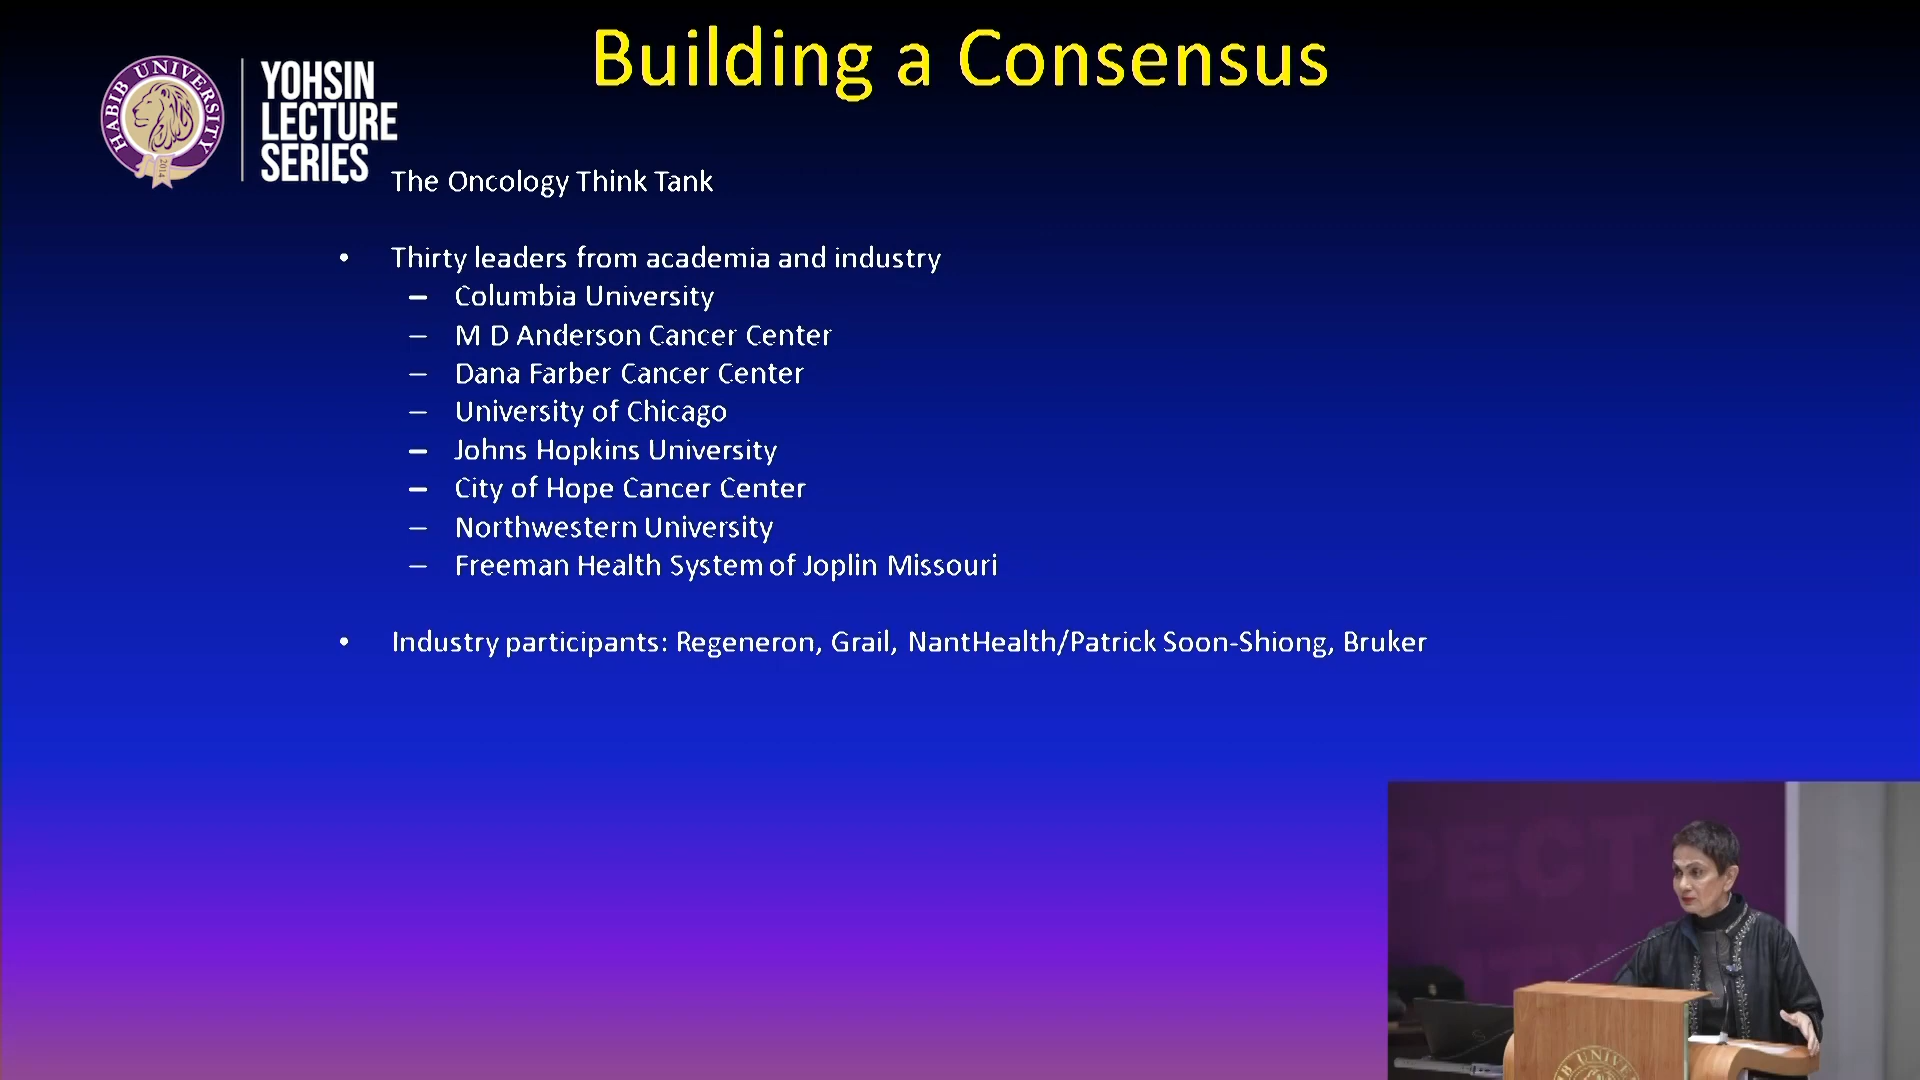 Building a Consensus
HABIB UNIVERSITY
2014
YOHSIN
LECTURE
SERIES
• The Oncology Think Tank
• Thirty leaders from academia and industry
– Columbia University
– M D Anderson Cancer Center
– Dana Farber Cancer Center
– University of Chicago
– Johns Hopkins University
– City of Hope Cancer Center
– Northwestern University
– Freeman Health System of Joplin Missouri
• Industry participants: Regeneron, Grail, NantHealth/Patrick Soon-Shiong, Bruker